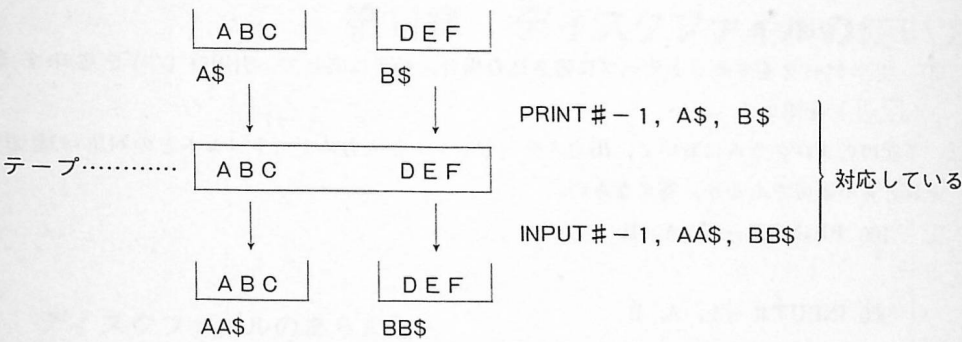 ABC DEF
A$ B$
PRINT#-1, A$, B$
テープ………… ABC DEF
対応している
INPUT#-1, AA$, BB$
ABC DEF
AA$ BB$